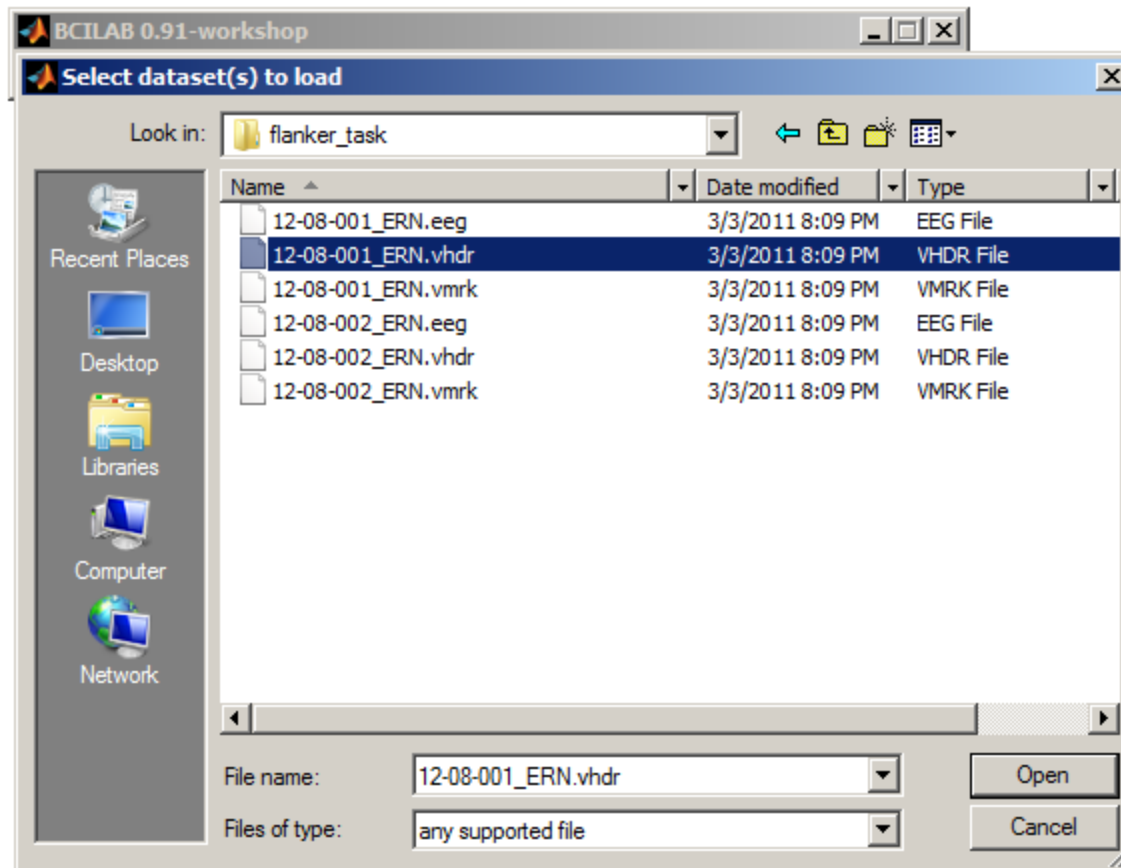 BCILAB 0.91-workshop
Select dataset(s) to load
Look in: flanker_task
Name Date modified Type
12-08-001_ERN.eeg 3/3/2011 8:09 PM EEG File
12-08-001_ERN.vhdr 3/3/2011 8:09 PM VHDR File
12-08-001_ERN.vmrk 3/3/2011 8:09 PM VMRK File
12-08-002_ERN.eeg 3/3/2011 8:09 PM EEG File
12-08-002_ERN.vhdr 3/3/2011 8:09 PM VHDR File
12-08-002_ERN.vmrk 3/3/2011 8:09 PM VMRK File
Recent Places
Desktop
Libraries
Computer
Network
File name: 12-08-001_ERN.vhdr Open
Files of type: any supported file Cancel